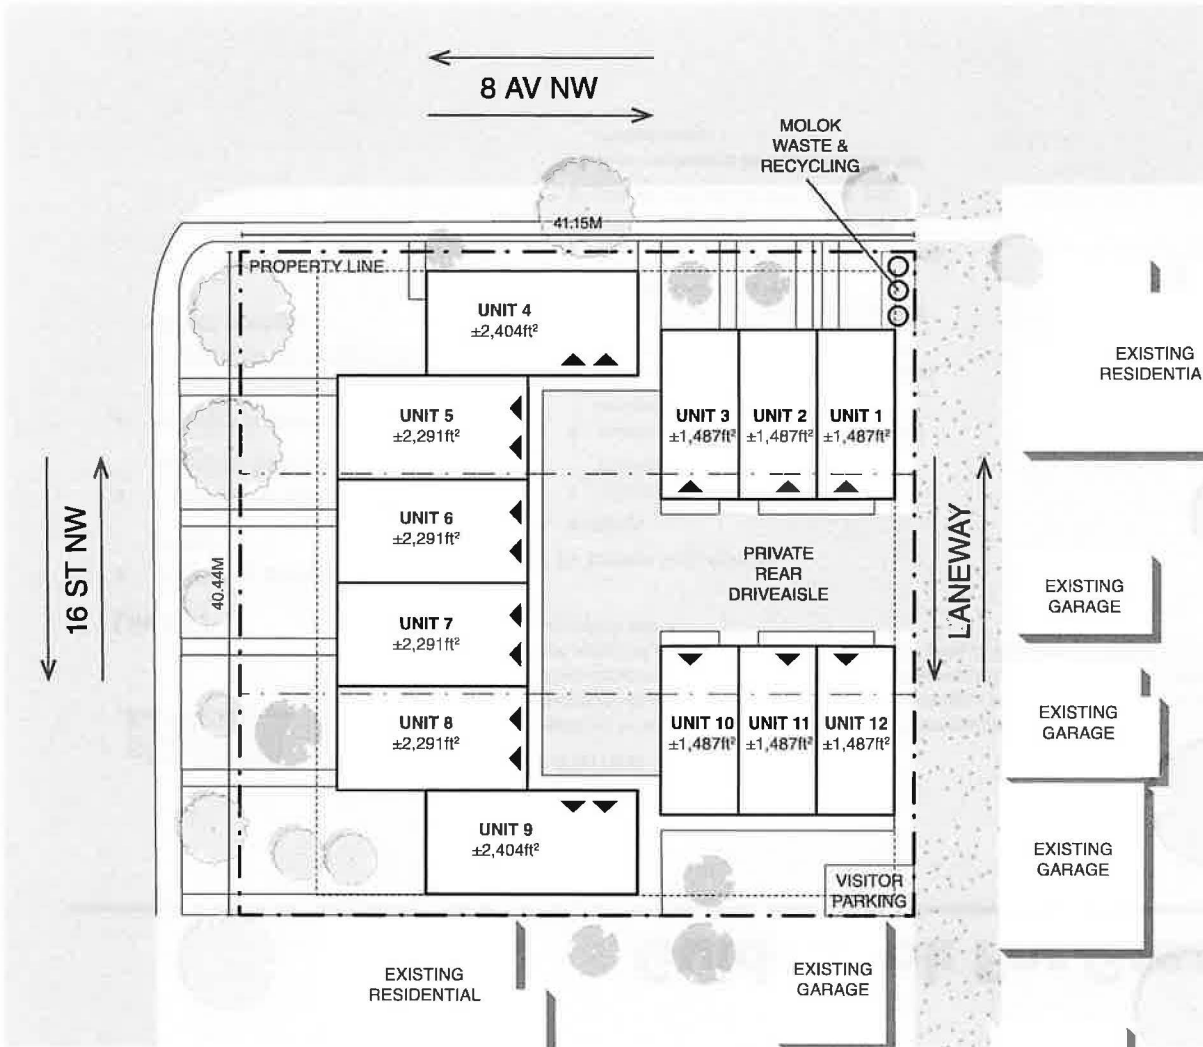 8 AV NW
MOLOK
WASTE &
RECYCLING
41.15M
PROPERTY LINE
UNIT 4
±2,404ft²
EXISTING
RESIDENTIA
UNIT 5
±2,291ft²
UNIT 3
±1,487ft²
UNIT 2
±1,487ft²
UNIT 1
±1,487ft²
16 ST NW
40.44M
UNIT 6
±2,291ft²
PRIVATE
REAR
DRIVEAISLE
LANEWAY
EXISTING
GARAGE
UNIT 7
±2,291ft²
UNIT 8
±2,291ft²
UNIT 10
±1,487ft²
UNIT 11
±1,487ft²
UNIT 12
±1,487ft²
EXISTING
GARAGE
UNIT 9
±2,404ft²
EXISTING
GARAGE
VISITOR
PARKING
EXISTING
RESIDENTIAL
EXISTING
GARAGE